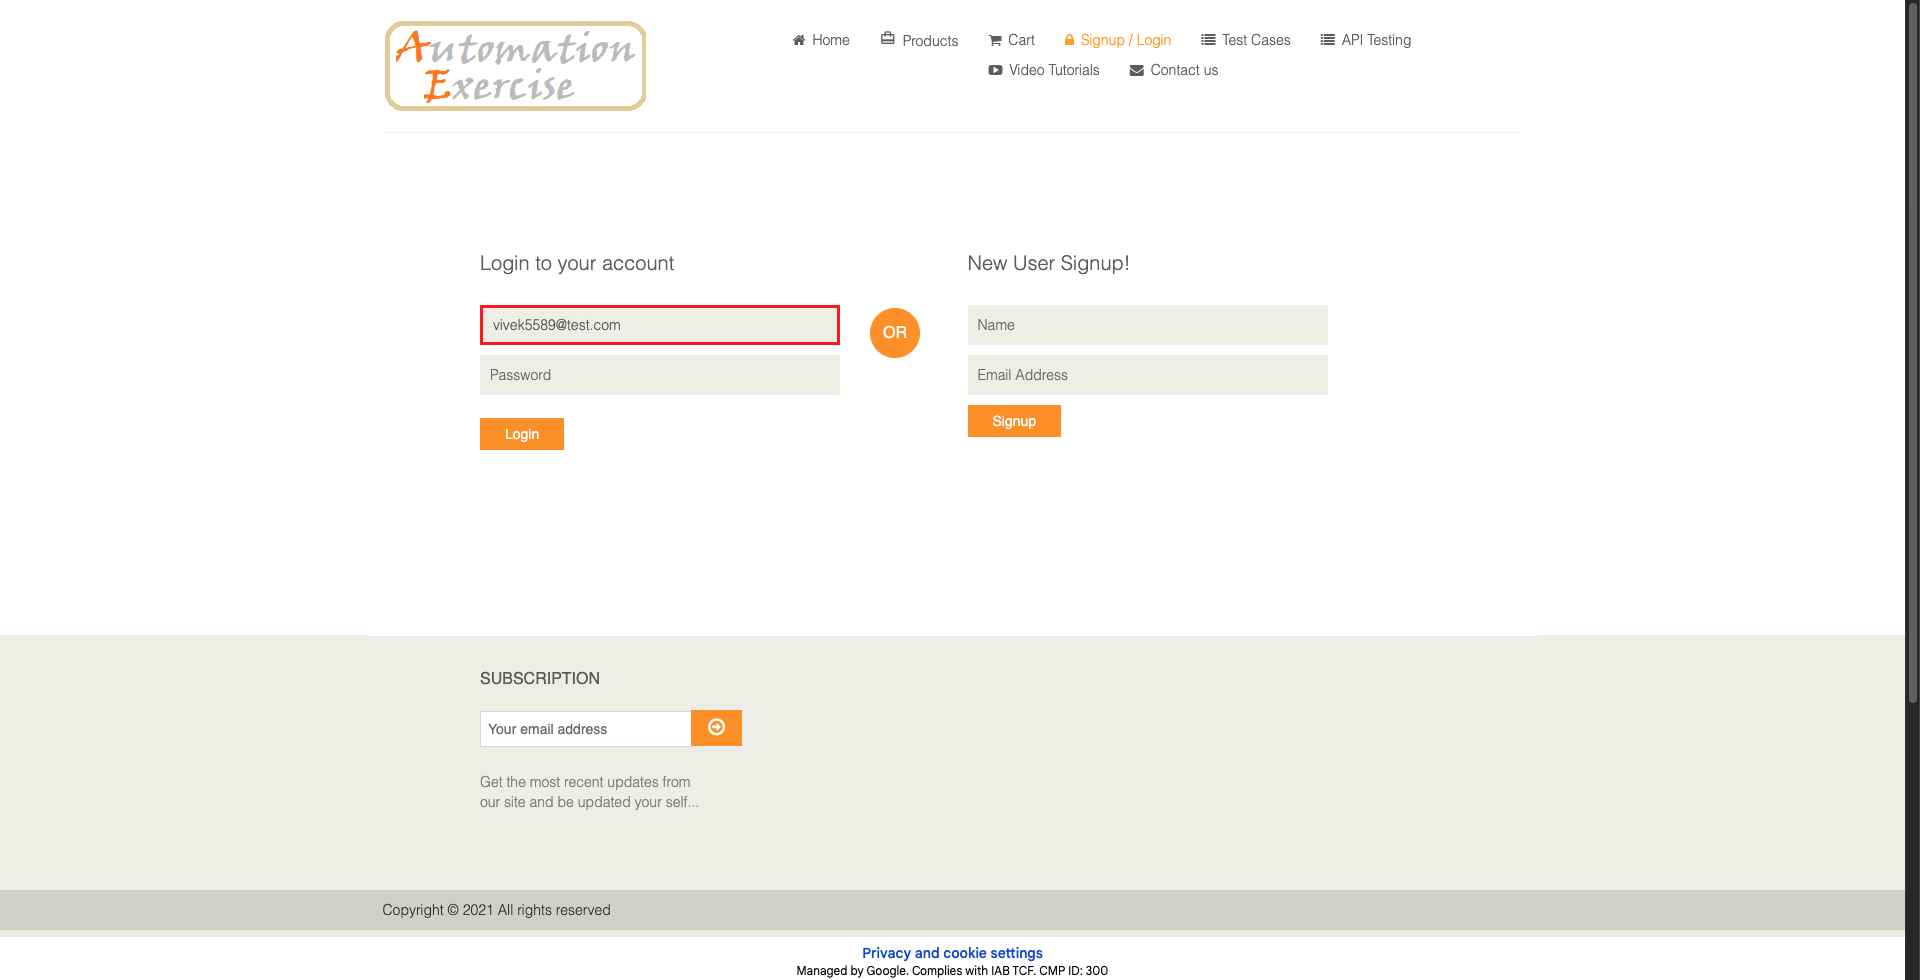 Automation
Exercise
Home
Products
Cart
Signup / Login
Test Cases
API Testing
Video Tutorials
Contact us
Login to your account
vivek5589@test.com
Password
Login
OR
New User Signup!
Name
Email Address
Signup
SUBSCRIPTION
Your email address
Get the most recent updates from
our site and be updated your self...
Copyright © 2021 All rights reserved
Privacy and cookie settings
Managed by Google. Complies with IAB TCF. CMP ID: 300